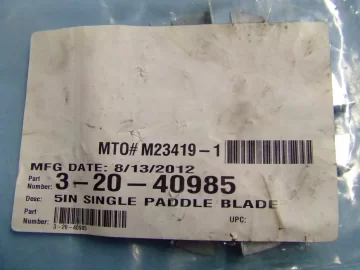 MTO# M23419-1
MFG DATE: 8/13/2012
Part Number: 3-20-40985
Desc: 5IN SINGLE PADDLE BLADE
Part Number: UPC:
3-20-40985